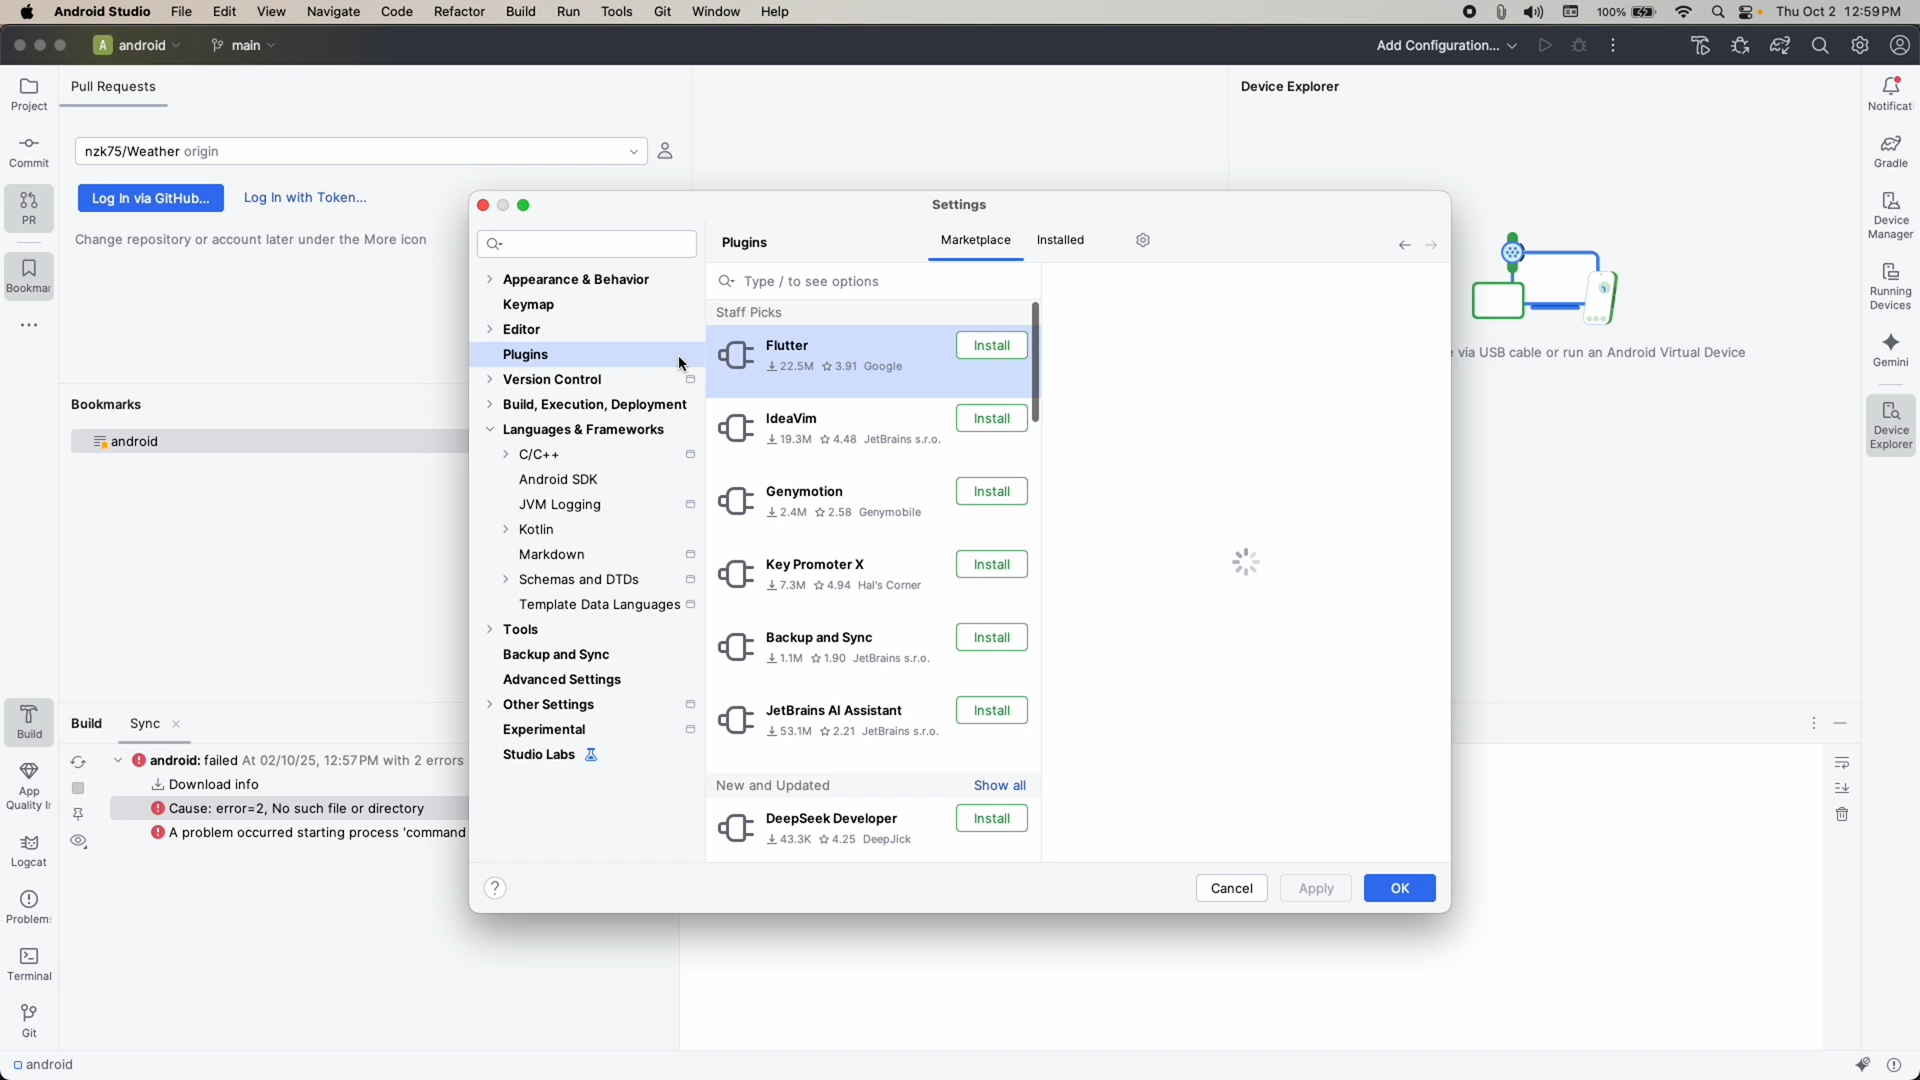 Android Studio File Edit View Navigate Code Refactor Build Run Tools Git Window Help
100% Thu Oct 2 12:59 PM
A android main
Add Configuration...
Project
Commit
PR
Bookmar
Pull Requests
nzk75/Weather origin
Log In via GitHub... Log In with Token...
Change repository or account later under the More icon
Bookmarks
android
Device Explorer
via USB cable or run an Android Virtual Device
Notificati
Gradle
Device
Manager
Running
Devices
Gemini
Device
Explorer
Settings
Appearance & Behavior
Keymap
Editor
Plugins
Version Control
Build, Execution, Deployment
Languages & Frameworks
C/C++
Android SDK
JVM Logging
Kotlin
Markdown
Schemas and DTDs
Template Data Languages
Tools
Backup and Sync
Advanced Settings
Other Settings
Experimental
Studio Labs
Plugins Marketplace Installed
Type / to see options
Staff Picks
Flutter Install
22.5M 3.91 Google
IdeaVim Install
19.3M 4.48 JetBrains s.r.o.
Genymotion Install
2.4M 2.58 Genymobile
Key Promoter X Install
7.3M 4.94 Hal's Corner
Backup and Sync Install
1.1M 1.90 JetBrains s.r.o.
JetBrains AI Assistant Install
53.1M 2.21 JetBrains s.r.o.
New and Updated Show all
DeepSeek Developer Install
43.3K 4.25 DeepJick
? Cancel Apply OK
Build
App
Quality In
Logcat
Problems
Terminal
Git
Build Sync
android: failed At 02/10/25, 12:57 PM with 2 errors
Download info
Cause: error=2, No such file or directory
A problem occurred starting process 'command
android